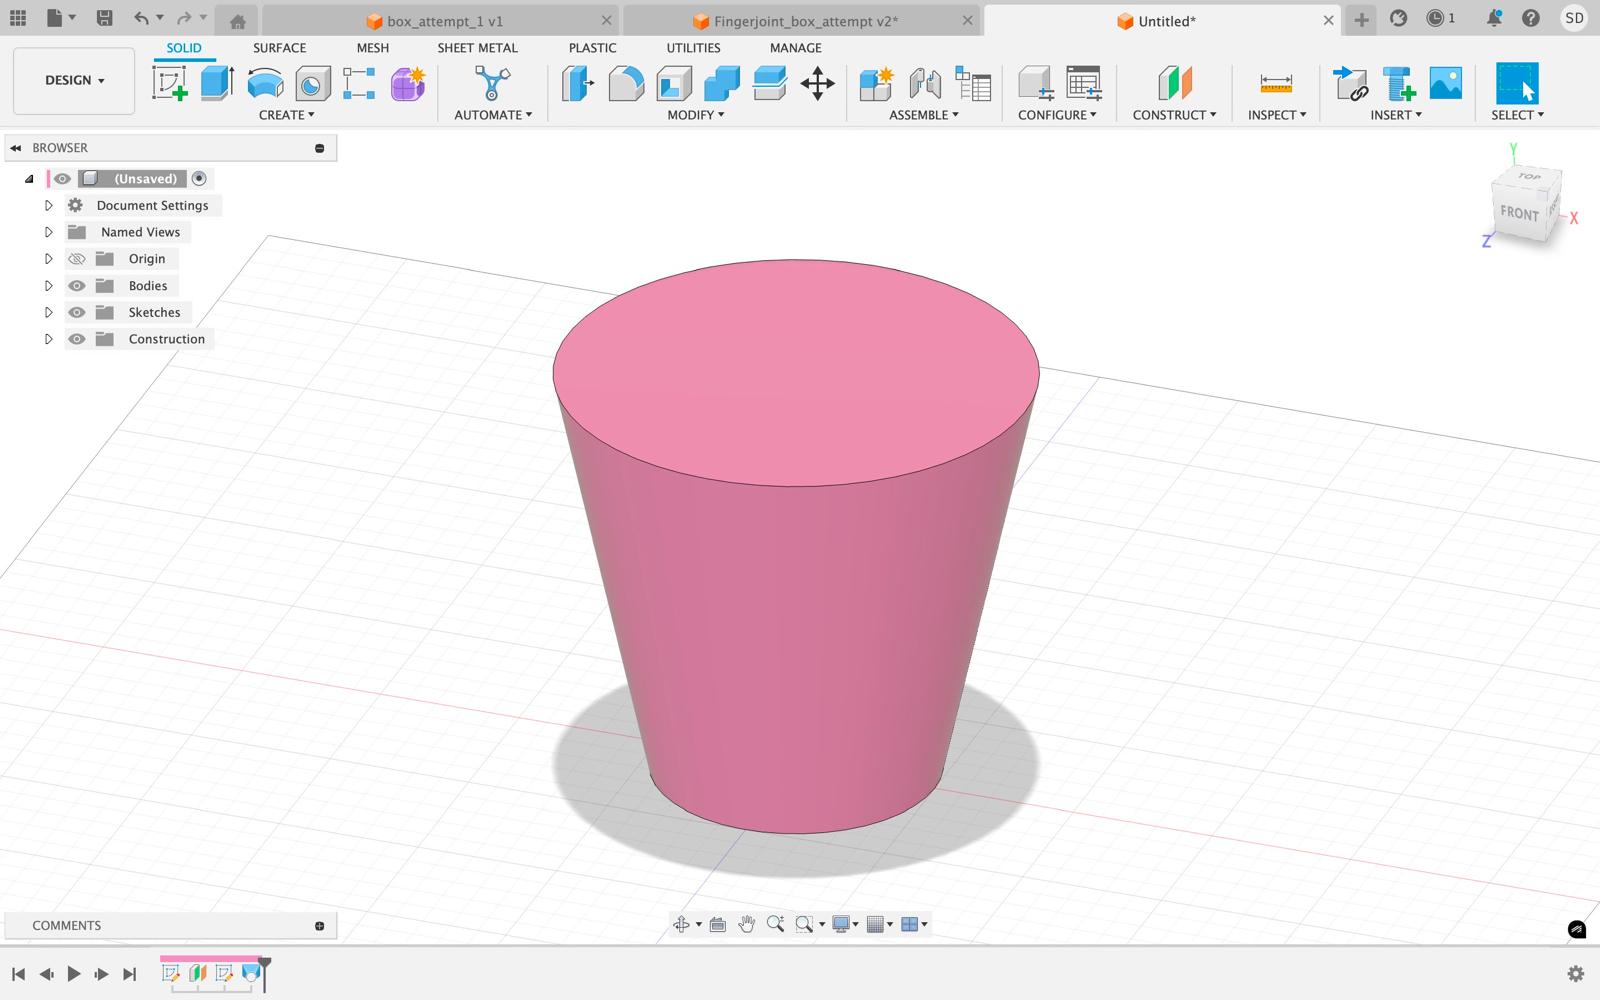 box_attempt_1 v1
Fingerjoint_box_attempt v2*
Untitled*
1
SD
DESIGN
SOLID
SURFACE
MESH
SHEET METAL
PLASTIC
UTILITIES
MANAGE
CREATE
AUTOMATE
MODIFY
ASSEMBLE
CONFIGURE
CONSTRUCT
INSPECT
INSERT
SELECT
BROWSER
(Unsaved)
Document Settings
Named Views
Origin
Bodies
Sketches
Construction
Y
TOP
FRONT
X
Z
COMMENTS